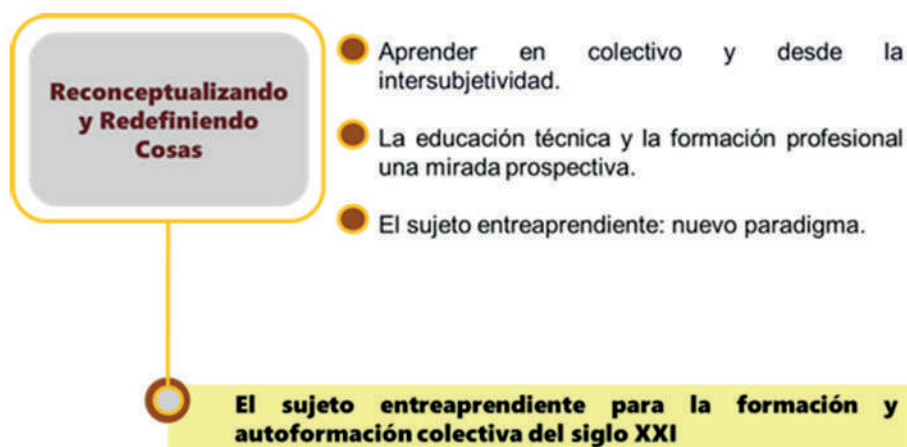 Reconceptualizando
y Redefiniendo
Cosas
Aprender en colectivo y desde la
intersubjetividad.
La educación técnica y la formación profesional
una mirada prospectiva.
El sujeto entreaprendiente: nuevo paradigma.
El sujeto entreaprendiente para la formación y
autoformación colectiva del siglo XXI